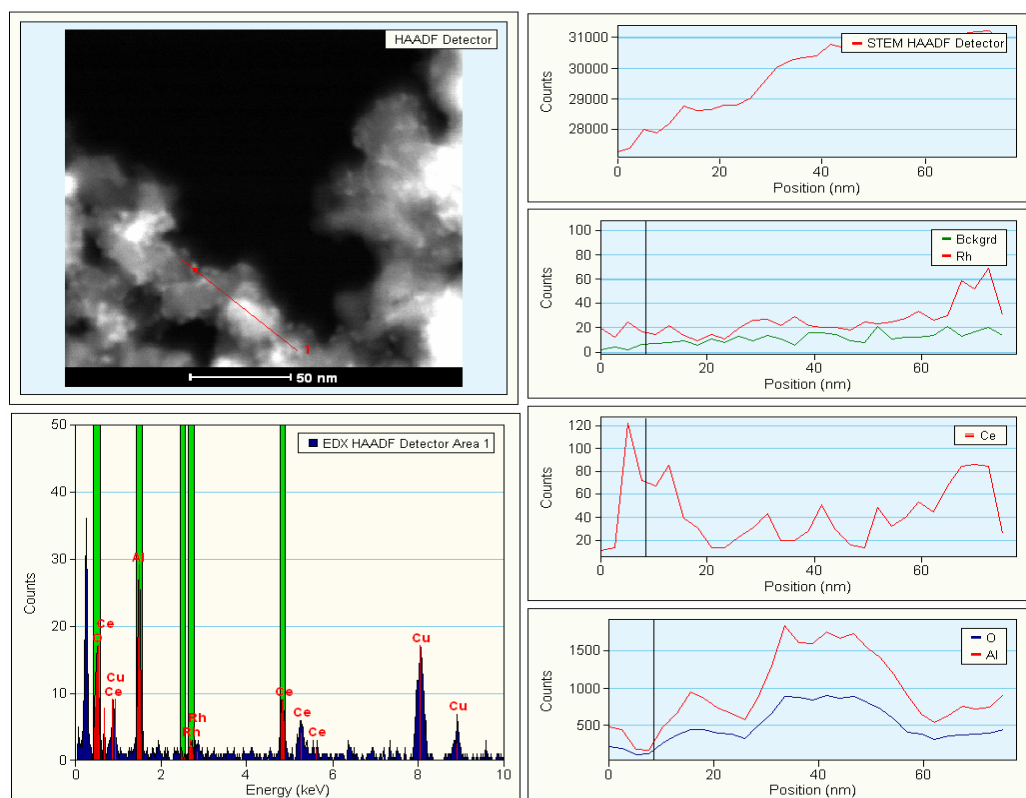 HAADF Detector
1
50 nm
STEM HAADF Detector
Counts
31000
30000
29000
28000
0 20 40 60
Position (nm)
Bckgrd
Rh
Counts
100
80
60
40
20
0
0 20 40 60
Position (nm)
Ce
Counts
120
100
80
60
40
20
0 20 40 60
Position (nm)
O
Al
Counts
1500
1000
500
0 20 40 60
Position (nm)
EDX HAADF Detector Area 1
Counts
50
40
30
20
10
0
Al
Ce
O
Cu
Ce
Rh
Rh
Ce
Ce
Ce
Cu
Cu
0 2 4 6 8 10
Energy (keV)